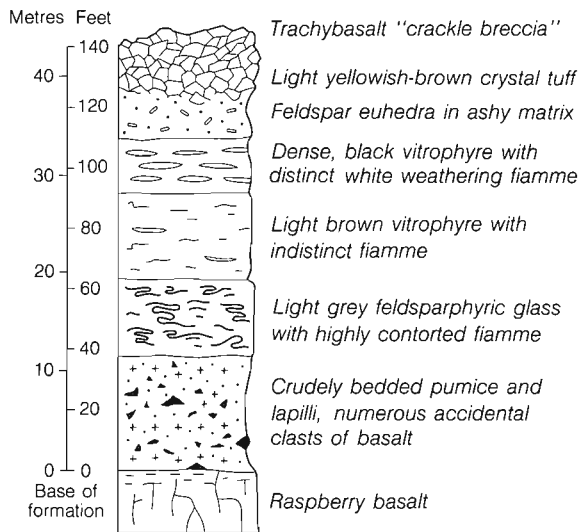 Metres Feet
140
40
120
100
30
80
20
60
40
10
20
0 0
Base of
formation
Trachybasalt "crackle breccia"
Light yellowish-brown crystal tuff
Feldspar euhedra in ashy matrix
Dense, black vitrophyre with
distinct white weathering fiamme
Light brown vitrophyre with
indistinct fiamme
Light grey feldsparphyric glass
with highly contorted fiamme
Crudely bedded pumice and
lapilli, numerous accidental
clasts of basalt
Raspberry basalt